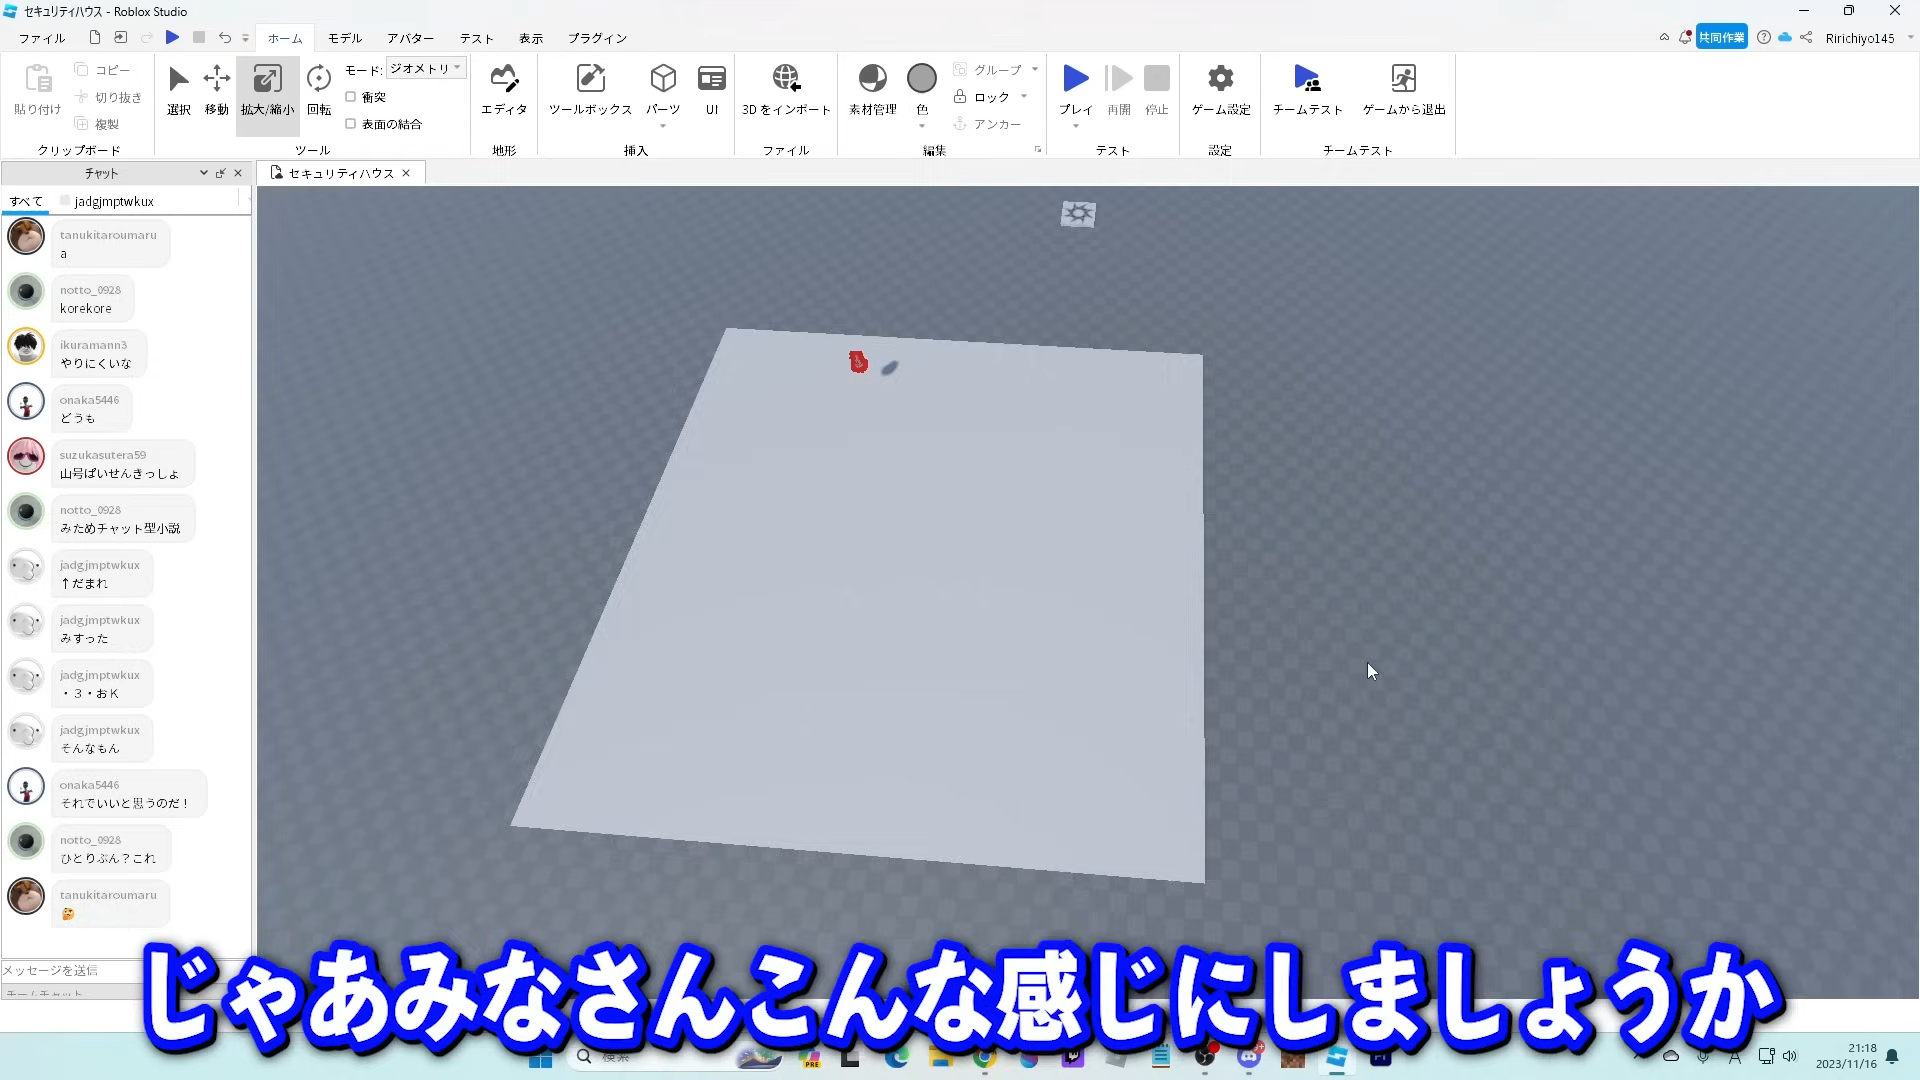 セキュリティハウス - Roblox Studio
ファイル ホーム モデル アバター テスト 表示 プラグイン 共同作業 Ririchiyo145
貼り付け コピー 切り抜き 複製
選択 移動 拡大/縮小 回転 モード: ジオメトリ 衝突 表面の結合
エディタ ツールボックス パーツ UI 3D をインポート 素材管理 色 グループ ロック アンカー
プレイ 再開 停止 ゲーム設定 チームテスト ゲームから退出
クリップボード ツール 地形 挿入 ファイル 編集 テスト 設定 チームテスト
チャット セキュリティハウス
すべて jadgjmptwkux
tanukitaroumaru
a
notto_0928
korekore
ikuramann3
やりにくいな
onaka5446
どうも
suzukasutera59
山号ぱいせんきっしょ
notto_0928
みためチャット型小説
jadgjmptwkux
↑だまれ
jadgjmptwkux
みすった
jadgjmptwkux
・３・おＫ
jadgjmptwkux
そんなもん
onaka5446
それでいいと思うのだ！
notto_0928
ひとりぶん？これ
tanukitaroumaru
🤔
メッセージを送信
チームチャット
じゃあみなさんこんな感じにしましょうか
検索
PRE
A
21:18
2023/11/16